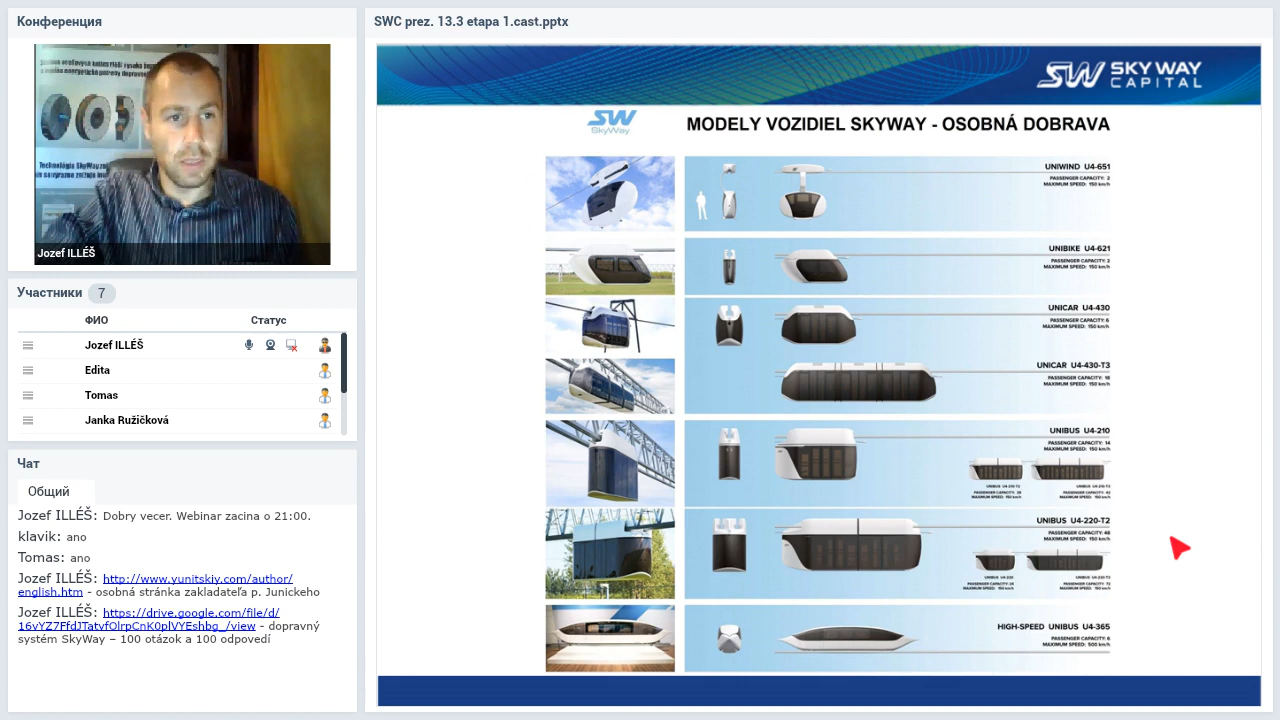 Конференция
Jozef ILLÉŠ
Участники 7
ФИО Статус
Jozef ILLÉŠ
Edita
Tomas
Janka Ružičková
Чат
Общий
Jozef ILLÉŠ: Dobry vecer. Webinar zacina o 21:00.
klavik: ano
Tomas: ano
Jozef ILLÉŠ: http://www.yunitskiy.com/author/
english.htm - osobná stránka zakladateľa p. Junického
Jozef ILLÉŠ: https://drive.google.com/file/d/
- dopravný
systém SkyWay – 100 otázok a 100 odpovedí
SWC prez. 13.3 etapa 1.cast.pptx
SW SKY WAY
CAPITAL
SW
SkyWay
MODELY VOZIDIEL SKYWAY - OSOBNÁ DOBRAVA
UNIWIND U4-651
PASSENGER CAPACITY: 2
MAXIMUM SPEED: 150 km/h
UNIBIKE U4-621
PASSENGER CAPACITY: 2
MAXIMUM SPEED: 150 km/h
UNICAR U4-430
PASSENGER CAPACITY: 6
MAXIMUM SPEED: 150 km/h
UNICAR U4-430-T3
PASSENGER CAPACITY: 18
MAXIMUM SPEED: 150 km/h
UNIBUS U4-210
PASSENGER CAPACITY: 14
MAXIMUM SPEED: 150 km/h
UNIBUS U4-220-T2
PASSENGER CAPACITY: 48
MAXIMUM SPEED: 150 km/h
HIGH-SPEED UNIBUS U4-365
PASSENGER CAPACITY: 6
MAXIMUM SPEED: 500 km/h